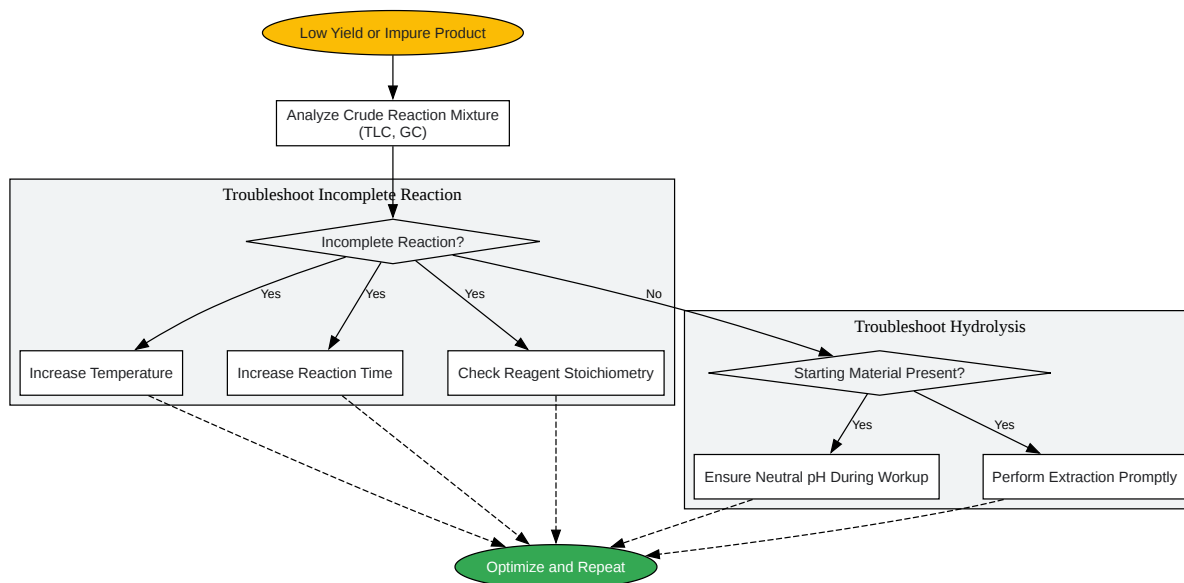 Low Yield or Impure Product
Analyze Crude Reaction Mixture
(TLC, GC)
Troubleshoot Incomplete Reaction
Incomplete Reaction?
Yes
Yes
Yes
No
Troubleshoot Hydrolysis
Increase Temperature
Increase Reaction Time
Check Reagent Stoichiometry
Starting Material Present?
Yes
Yes
Ensure Neutral pH During Workup
Perform Extraction Promptly
Optimize and Repeat